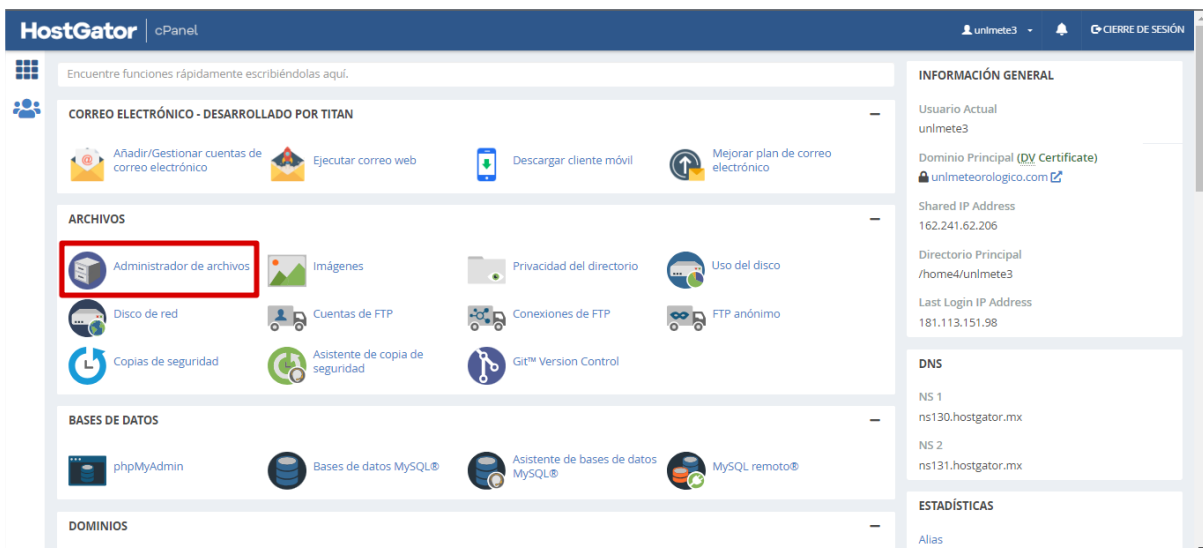 HostGator cPanel
unlmete3
CIERRE DE SESIÓN
Encuentre funciones rápidamente escribiéndolas aquí.
CORREO ELECTRÓNICO - DESARROLLADO POR TITAN
Añadir/Gestionar cuentas de
correo electrónico
Ejecutar correo web
Descargar cliente móvil
Mejorar plan de correo
electrónico
ARCHIVOS
Administrador de archivos
Imágenes
Privacidad del directorio
Uso del disco
Disco de red
Cuentas de FTP
Conexiones de FTP
FTP anónimo
Copias de seguridad
Asistente de copia de
seguridad
Git™ Version Control
BASES DE DATOS
phpMyAdmin
Bases de datos MySQL®
Asistente de bases de datos
MySQL®
MySQL remoto®
DOMINIOS
INFORMACIÓN GENERAL
Usuario Actual
unlmete3
Dominio Principal (DV Certificate)
unlmeteorologico.com
Shared IP Address
162.241.62.206
Directorio Principal
/home4/unlmete3
Last Login IP Address
181.113.151.98
DNS
NS 1
ns130.hostgator.mx
NS 2
ns131.hostgator.mx
ESTADÍSTICAS
Alias